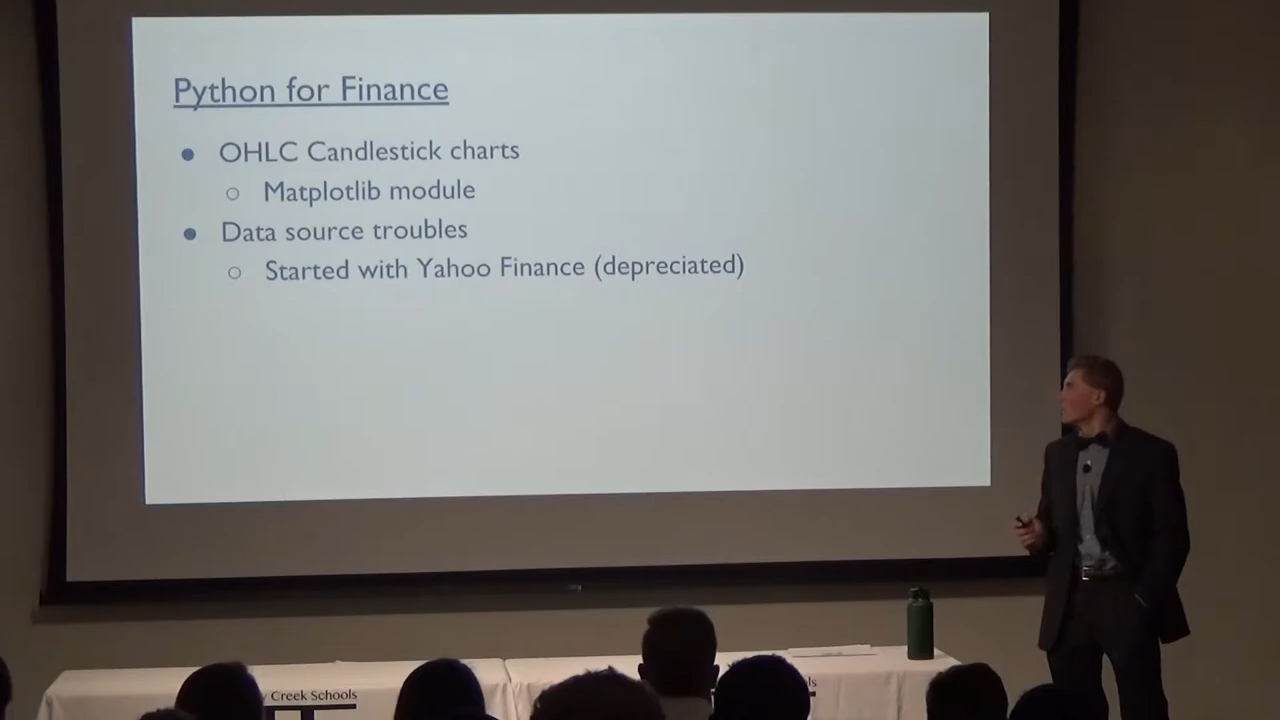 Python for Finance
● OHLC Candlestick charts
○ Matplotlib module
● Data source troubles
○ Started with Yahoo Finance (depreciated)
Creek Schools